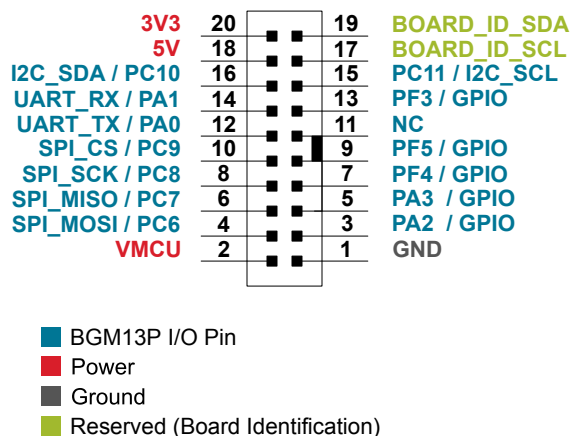 3V3 20 19 BOARD_ID_SDA
5V 18 17 BOARD_ID_SCL
I2C_SDA / PC10 16 15 PC11 / I2C_SCL
UART_RX / PA1 14 13 PF3 / GPIO
UART_TX / PA0 12 11 NC
SPI_CS / PC9 10 9 PF5 / GPIO
SPI_SCK / PC8 8 7 PF4 / GPIO
SPI_MISO / PC7 6 5 PA3 / GPIO
SPI_MOSI / PC6 4 3 PA2 / GPIO
VMCU 2 1 GND
BGM13P I/O Pin
Power
Ground
Reserved (Board Identification)